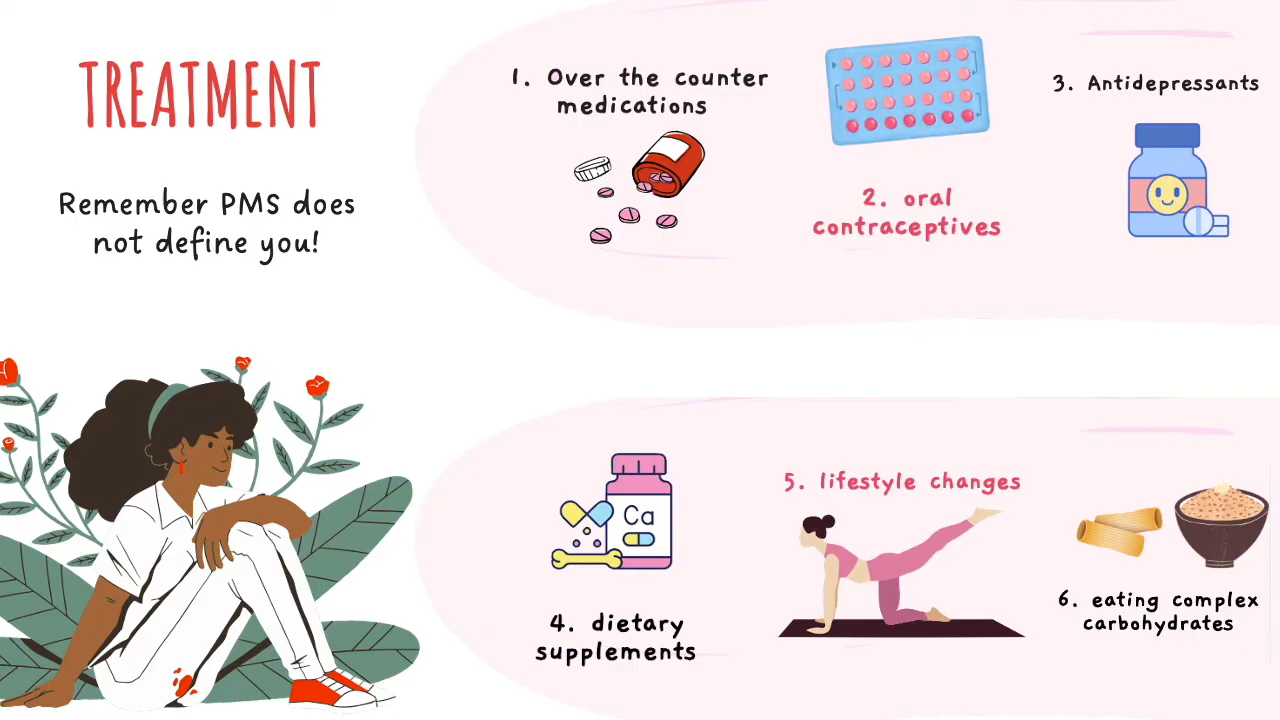 TREATMENT
Remember PMS does
not define you!
1. Over the counter
medications
2. oral
contraceptives
3. Antidepressants
Ca
4. dietary
supplements
5. lifestyle changes
6. eating complex
carbohydrates